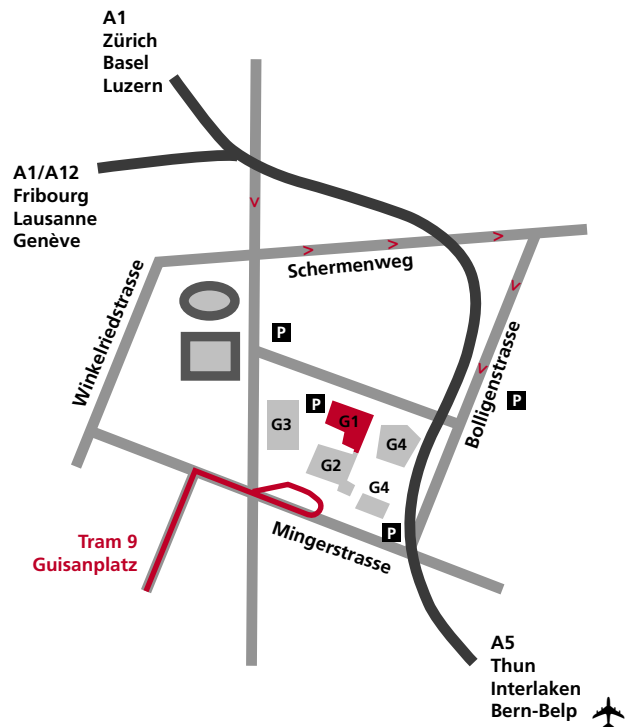 A1
Zürich
Basel
Luzern
A1/A12
Fribourg
Lausanne
Genève
Schermenweg
Winkelriedstrasse
P
Bolligenstrasse
P
P
G1
G3
G4
G2
G4
P
Mingerstrasse
Tram 9
Guisanplatz
A5
Thun
Interlaken
Bern-Belp